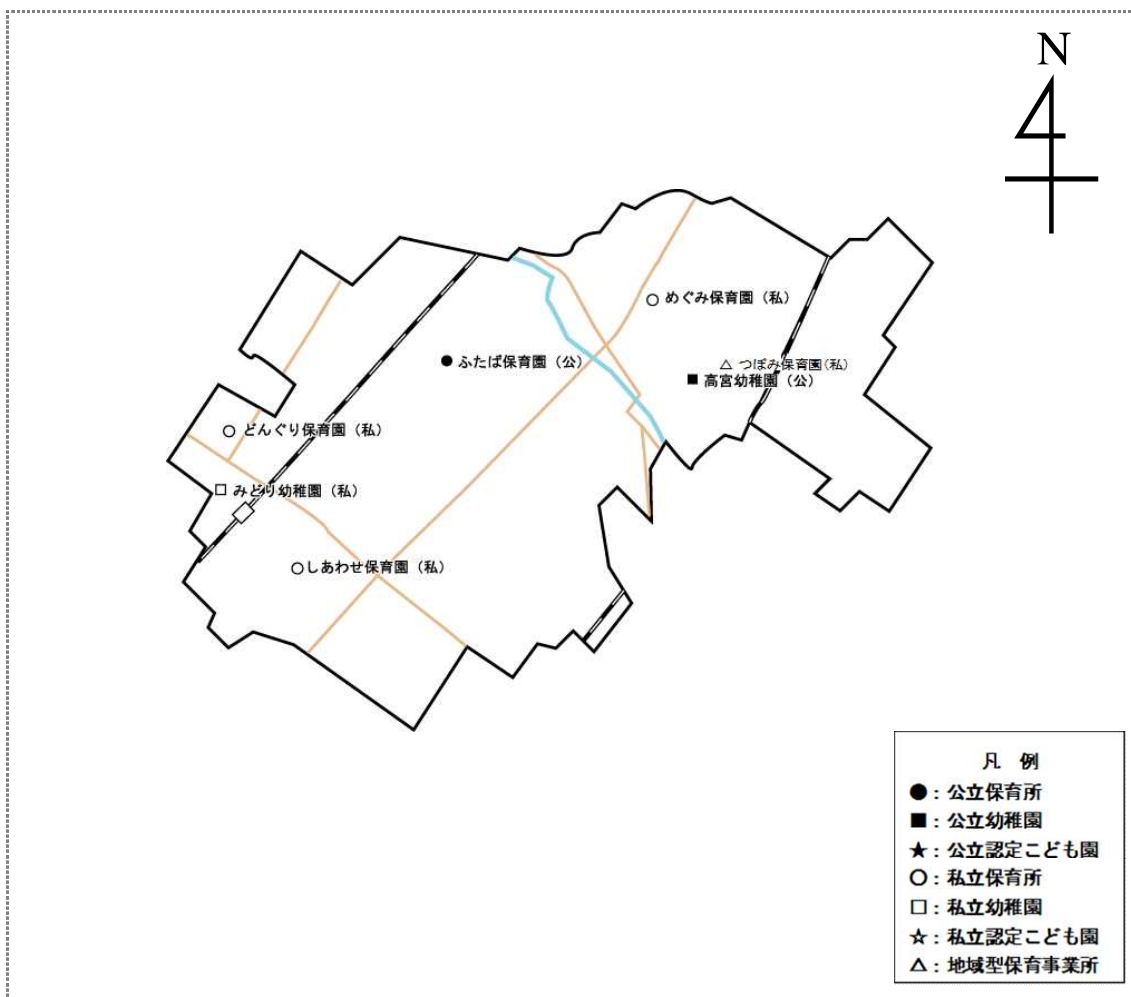 N
○めぐみ保育園（私）
●ふたば保育園（公）
△つぼみ保育園（私）
■高宮幼稚園（公）
○どんぐり保育園（私）
□みどり幼稚園（私）
○しあわせ保育園（私）
凡 例
●：公立保育所
■：公立幼稚園
★：公立認定こども園
○：私立保育所
□：私立幼稚園
☆：私立認定こども園
△：地域型保育事業所